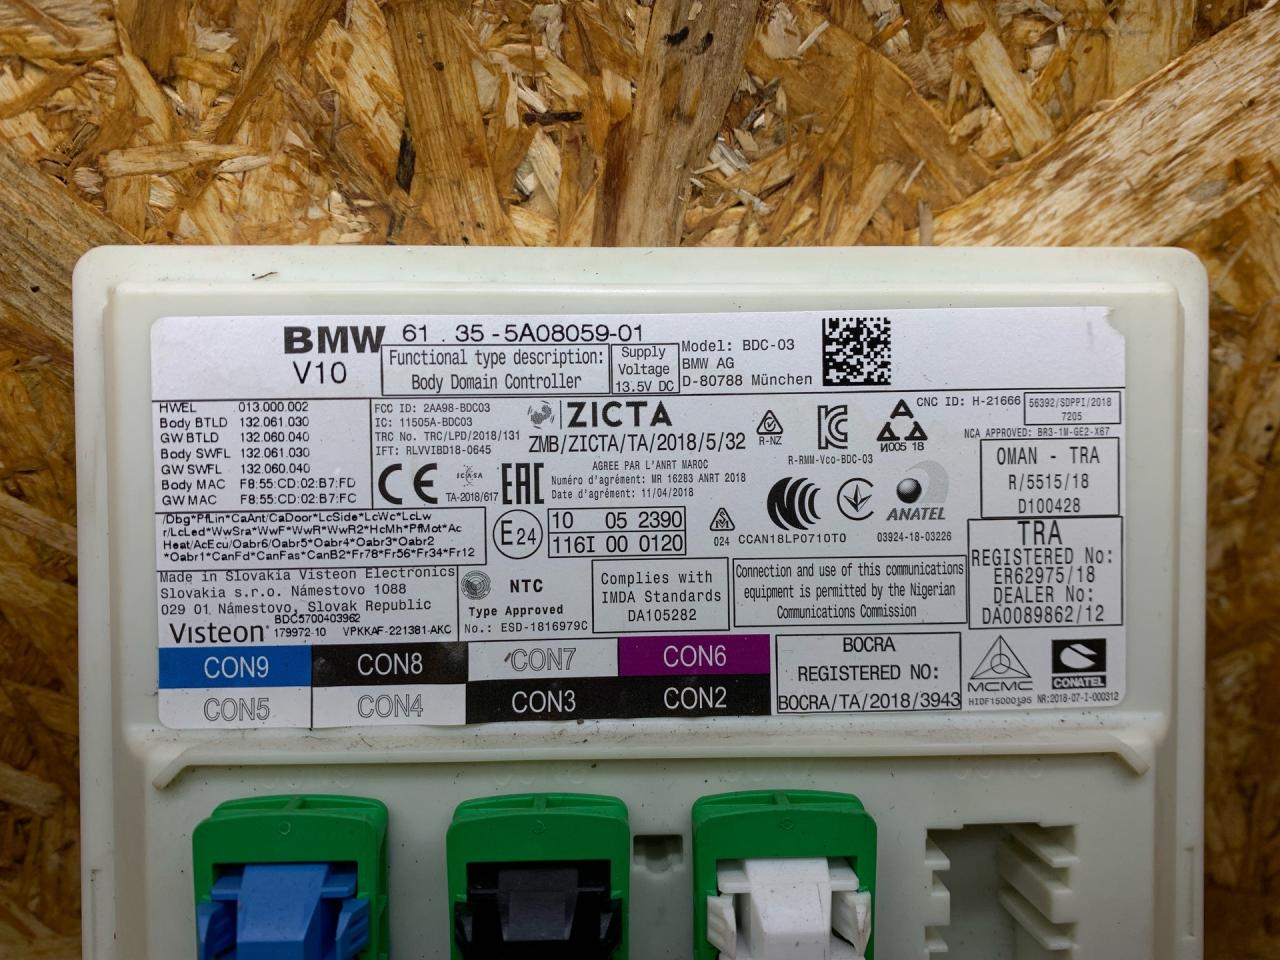 BMW 61 . 35 - 5A08059-01
V10
Functional type description:
Body Domain Controller
Supply
Voltage
13.5V DC
Model: BDC-03
BMW AG
D-80788 München
HWEL 013.000.002
Body BTLD 132.061.030
GW BTLD 132.060.040
Body SWFL 132.061.030
GW SWFL 132.060.040
Body MAC F8:55:CD:02:B7:FD
GW MAC F8:55:CD:02:B7:FC
FCC ID: 2AA98-BDC03
IC: 11505A-BDC03
TRC No. TRC/LPD/2018/131
IFT: RLVVIBD18-0645
ZICTA
ZMB/ZICTA/TA/2018/5/32
R-NZ
R-RMM-Vco-BDC-03
И005 18
CNC ID: H-21666
56392/SDPPI/2018
7205
NCA APPROVED: BR3-1M-GE2-X67
CE
ICASA
TA-2018/617
EAC
AGREE PAR L'ANRT MAROC
Numéro d'agrément: MR 16283 ANRT 2018
Date d'agrément: 11/04/2018
OMAN - TRA
R/5515/18
D100428
/Dbg*PfLin*CaAnt/CaDoor*LcSide*LcWc*LcLw
r/LcLed*WwSra*WwF*WwR*WwR2*HcMh*PfMot*Ac
Heat/AcEcu/Oabr6/Oabr5*Oabr4*Oabr3*Oabr2
*Oabr1*CanFd*CanFas*CanB2*Fr78*Fr56*Fr34*Fr12
E24
10 05 2390
116I 00 0120
024
CCAN18LP0710T0
ANATEL
03924-18-03226
TRA
REGISTERED No:
ER62975/18
DEALER No:
DA0089862/12
Made in Slovakia Visteon Electronics
Slovakia s.r.o. Námestovo 1088
029 01 Námestovo, Slovak Republic
BDC5700403962
Visteon® 179972-10 VPKKAF-221381-AKC
NTC
Type Approved
No.: ESD-1816979C
Complies with
IMDA Standards
DA105282
Connection and use of this communications
equipment is permitted by the Nigerian
Communications Commission
CON9 CON8 CON7 CON6
CON5 CON4 CON3 CON2
BOCRA
REGISTERED NO:
BOCRA/TA/2018/3943
MCMC
HIDF15000195
CONATEL
NR:2018-07-I-000312